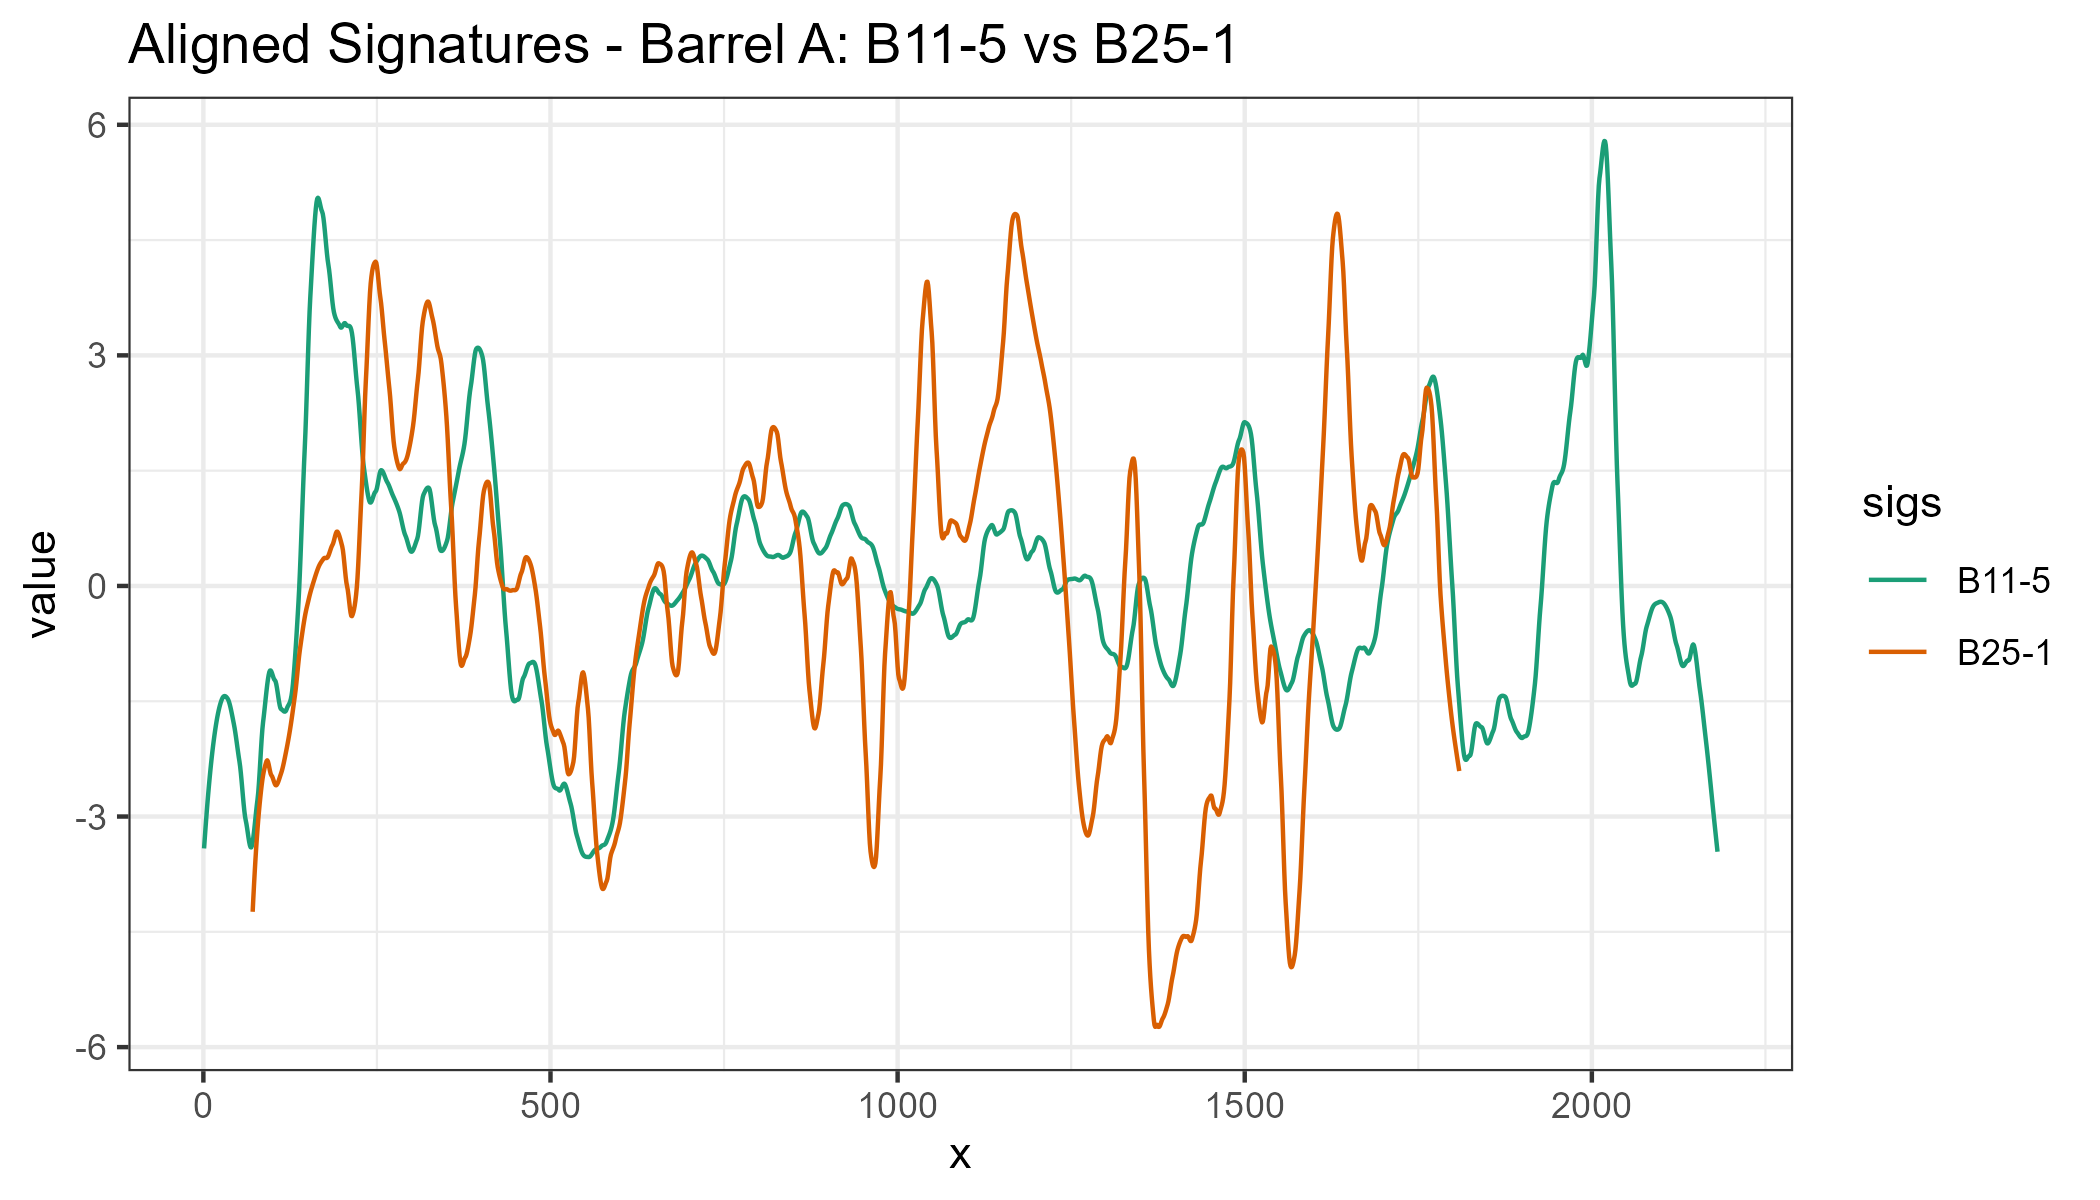 Aligned Signatures - Barrel A: B11-5 vs B25-1
6
3
0
-3
-6
value
0 500 1000 1500 2000
x
sigs
B11-5
B25-1